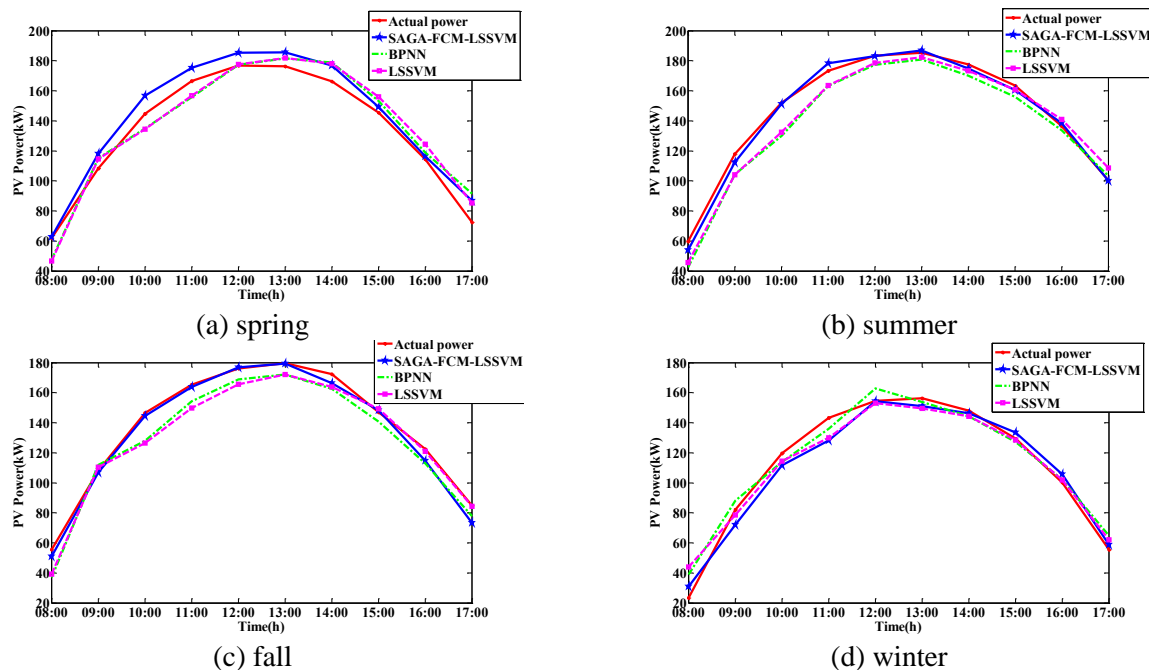 Actual power
SAGA-FCM-LSSVM
BPNN
LSSVM
PV Power(kW)
200
180
160
140
120
100
80
60
40
08:00 09:00 10:00 11:00 12:00 13:00 14:00 15:00 16:00 17:00
Time(h)
(a) spring
Actual power
SAGA-FCM-LSSVM
BPNN
LSSVM
PV Power(kW)
200
180
160
140
120
100
80
60
40
08:00 09:00 10:00 11:00 12:00 13:00 14:00 15:00 16:00 17:00
Time(h)
(b) summer
Actual power
SAGA-FCM-LSSVM
BPNN
LSSVM
PV Power(kW)
180
160
140
120
100
80
60
40
20
08:00 09:00 10:00 11:00 12:00 13:00 14:00 15:00 16:00 17:00
Time(h)
(c) fall
Actual power
SAGA-FCM-LSSVM
BPNN
LSSVM
PV Power(kW)
180
160
140
120
100
80
60
40
20
08:00 09:00 10:00 11:00 12:00 13:00 14:00 15:00 16:00 17:00
Time(h)
(d) winter